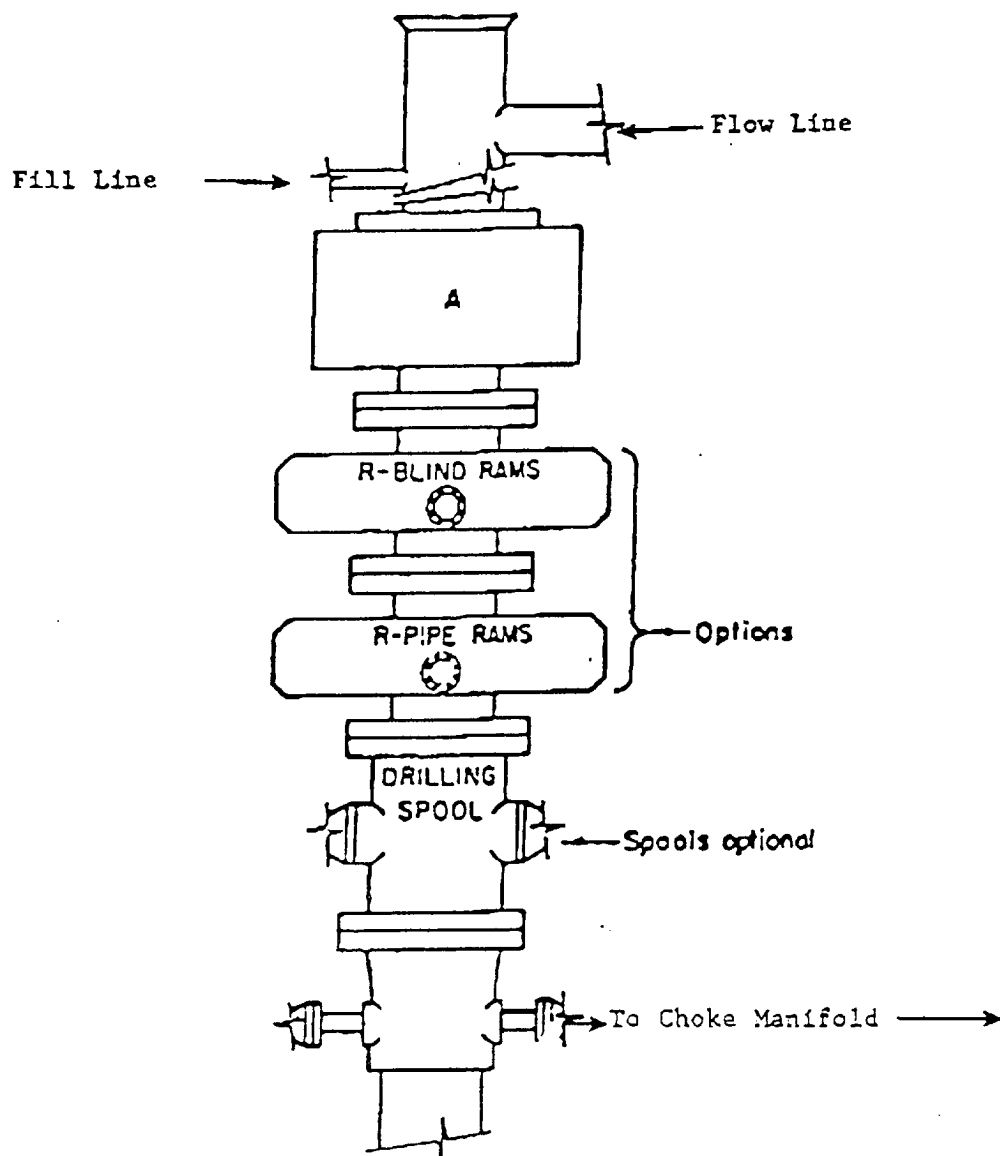 Flow Line
Fill Line
A
R-BLIND RAMS
R-PIPE RAMS
Options
DRILLING
SPOOL
Spools optional
To Choke Manifold